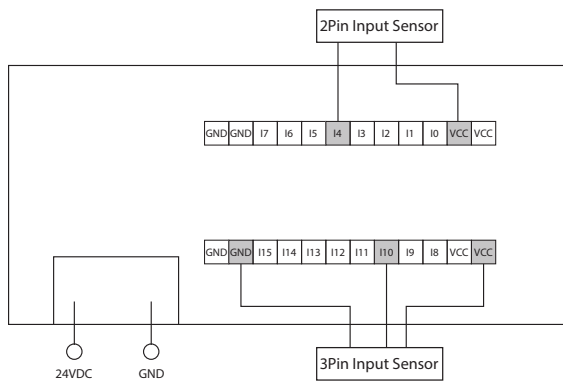 2Pin Input Sensor
GND GND I7 I6 I5 I4 I3 I2 I1 I0 VCC VCC
GND GND I15 I14 I13 I12 I11 I10 I9 I8 VCC VCC
24VDC GND
3Pin Input Sensor